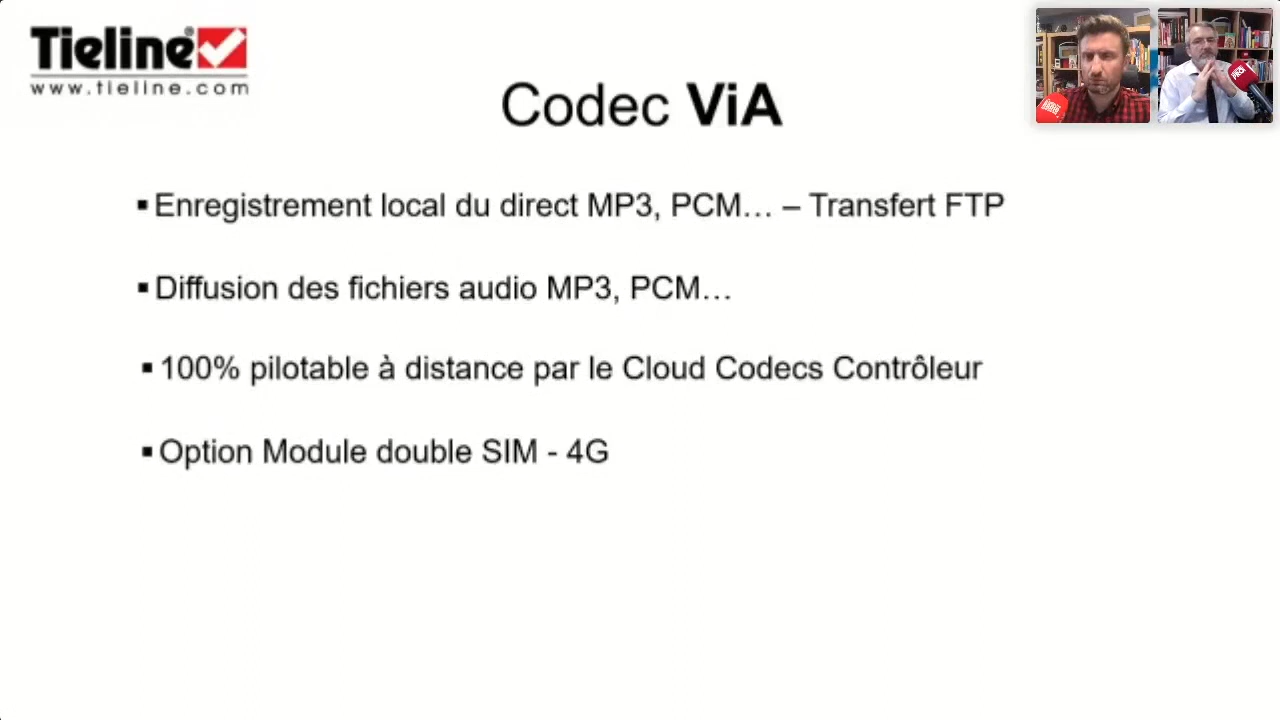 Tieline®
www.tieline.com
Codec ViA
▪ Enregistrement local du direct MP3, PCM… – Transfert FTP
▪ Diffusion des fichiers audio MP3, PCM…
▪ 100% pilotable à distance par le Cloud Codecs Contrôleur
▪ Option Module double SIM - 4G